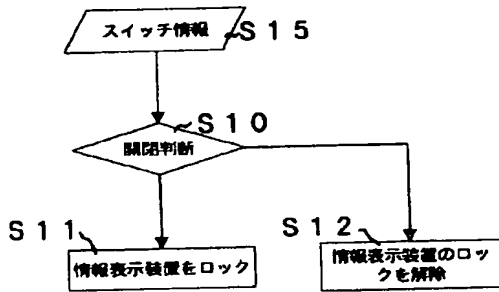 スイッチ情報
S15
S10
開閉判断
S11
情報表示装置をロック
S12
情報表示装置のロッ
クを解除